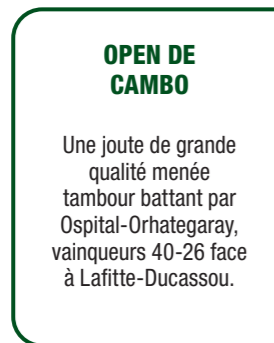 OPEN DE
CAMBO
Une joute de grande
qualité menée
tambour battant par
Ospital-Orhategaray,
vainqueurs 40-26 face
à Lafitte-Ducassou.